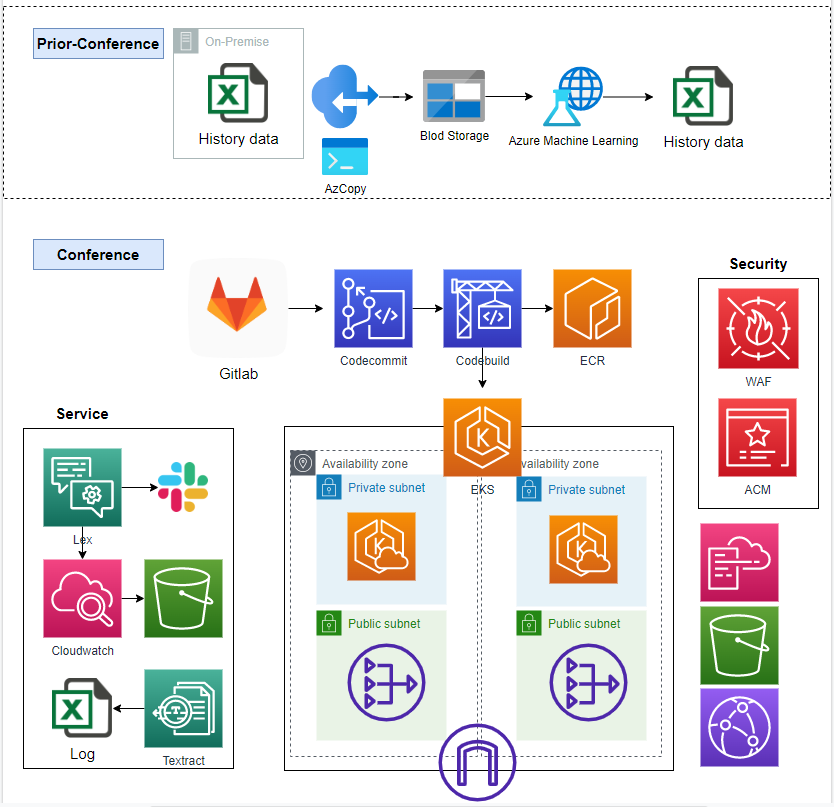 Prior-Conference
On-Premise
History data
AzCopy
Blod Storage
Azure Machine Learning
History data
Conference
Gitlab
Codecommit
Codebuild
ECR
Security
WAF
ACM
Service
Lex
Cloudwatch
Log
Textract
EKS
Availability zone
vailability zone
Private subnet
Private subnet
K
K
K
Public subnet
Public subnet